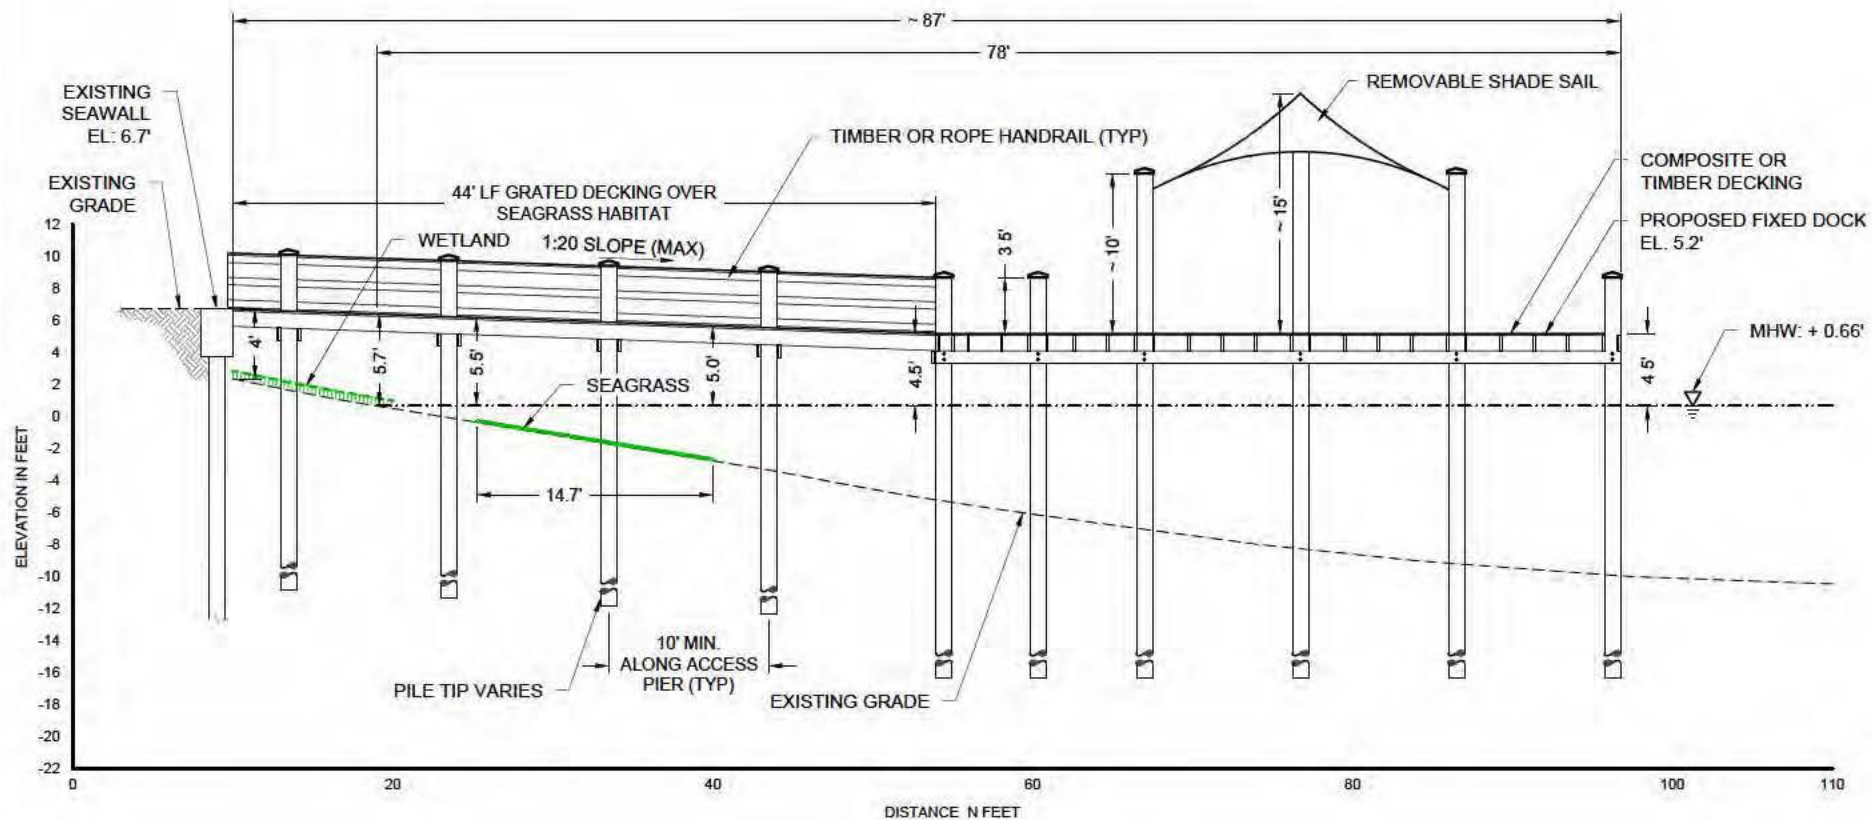 ~ 87'
78'
EXISTING
SEAWALL
EL: 6.7'
REMOVABLE SHADE SAIL
TIMBER OR ROPE HANDRAIL (TYP)
COMPOSITE OR
TIMBER DECKING
EXISTING
GRADE
44' LF GRATED DECKING OVER
SEAGRASS HABITAT
PROPOSED FIXED DOCK
EL. 5.2'
WETLAND
1:20 SLOPE (MAX)
3 5'
~ 10'
~ 15'
MHW: + 0.66'
4'
5.7'
5.5'
5.0'
4.5'
4 5'
SEAGRASS
14.7'
10' MIN.
ALONG ACCESS
PIER (TYP)
PILE TIP VARIES
EXISTING GRADE
ELEVATION IN FEET
12
10
8
6
4
2
0
-2
-4
-6
-8
-10
-12
-14
-16
-18
-20
-22
0
20
40
60
80
100
110
DISTANCE N FEET